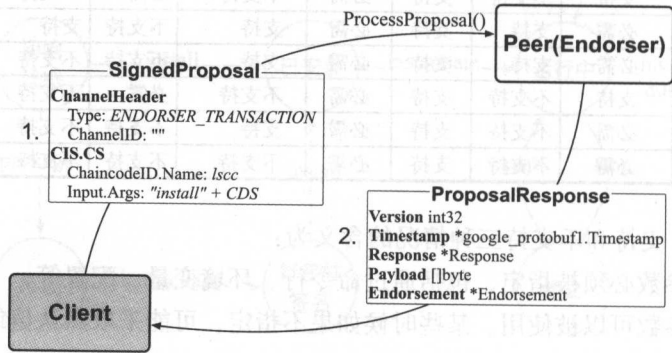 ProcessProposal()
Peer(Endorser)
SignedProposal
ChannelHeader
Type: ENDORSER_TRANSACTION
ChannelID: ""
1.
CIS.CS
ChaincodeID.Name: lscc
Input.Args: "install" + CDS
ProposalResponse
Version int32
2.
Timestamp *google_protobuf1.Timestamp
Response *Response
Payload []byte
Endorsement *Endorsement
Client